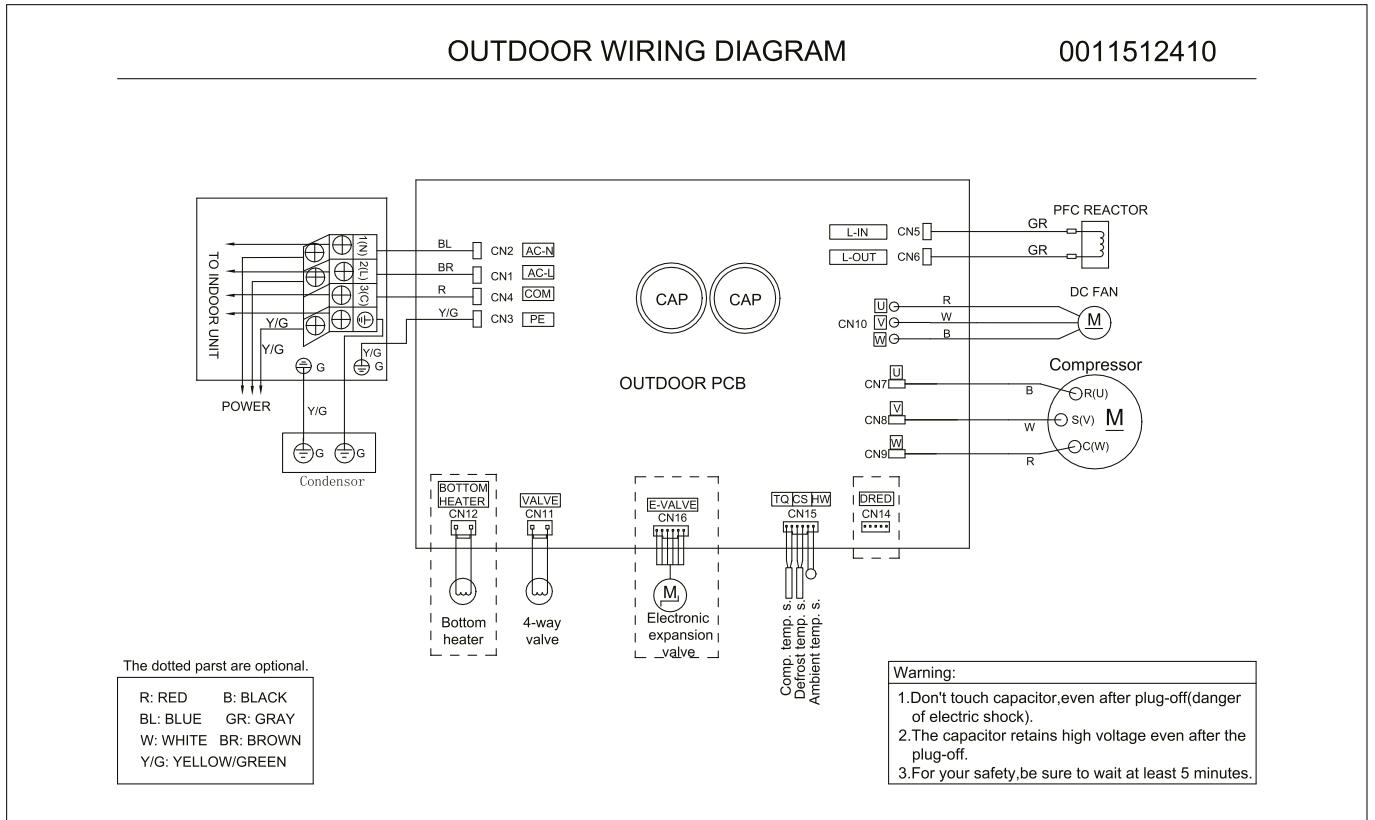 OUTDOOR WIRING DIAGRAM
0011512410
TO INDOOR UNIT
1(N)
2(L)
3(C)
Y/G
Y/G
Y/G
G
G
POWER
Y/G
G
G
Condensor
BL
BR
R
Y/G
CN2 AC-N
CN1 AC-L
CN4 COM
CN3 PE
CAP
CAP
OUTDOOR PCB
L-IN CN5
L-OUT CN6
GR
GR
PFC REACTOR
DC FAN
CN10
U
V
W
R
W
B
M
Compressor
CN7 U
CN8 V
CN9 W
B
W
R
R(U)
S(V)
C(W)
M
BOTTOM
HEATER
CN12
Bottom
heater
VALVE
CN11
4-way
valve
E-VALVE
CN16
M
Electronic
expansion
valve
TQ CS HW
CN15
Comp. temp. s.
Defrost temp. s.
Ambient temp. s.
DRED
CN14
The dotted parst are optional.
R: RED B: BLACK
BL: BLUE GR: GRAY
W: WHITE BR: BROWN
Y/G: YELLOW/GREEN
Warning:
1.Don't touch capacitor,even after plug-off(danger
of electric shock).
2.The capacitor retains high voltage even after the
plug-off.
3.For your safety,be sure to wait at least 5 minutes.